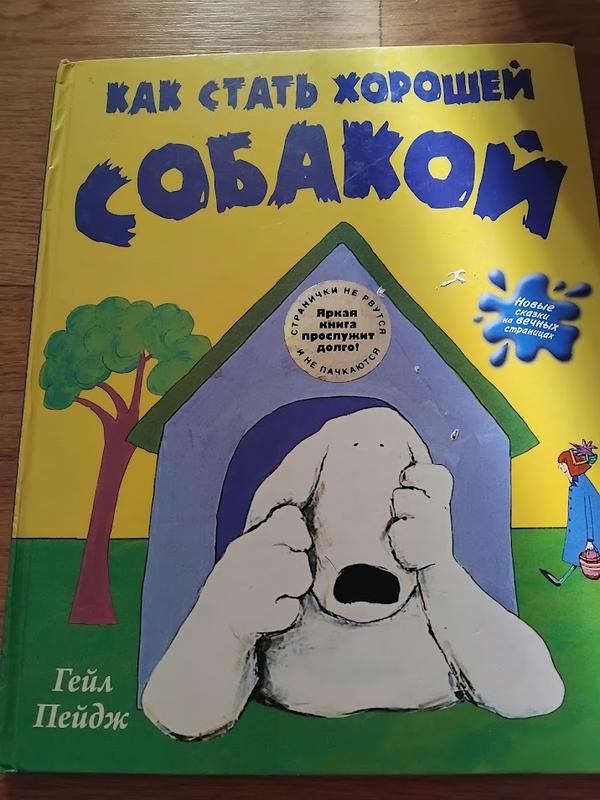 КАК СТАТЬ ХОРОШЕЙ
СОБАКОЙ
СТРАНИЧКИ НЕ РВУТСЯ
Яркая
книга
прослужит
долго!
И НЕ ПАЧКАЮТСЯ
Новые
сказки
на вечных
страницах
Гейл
Пейдж